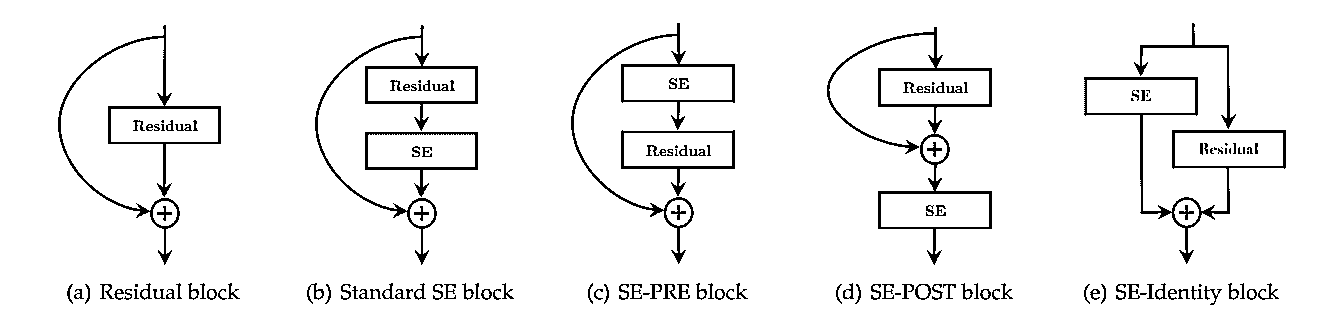 Residual
(a) Residual block
Residual
SE
(b) Standard SE block
SE
Residual
(c) SE-PRE block
Residual
SE
(d) SE-POST block
SE
Residual
(e) SE-Identity block